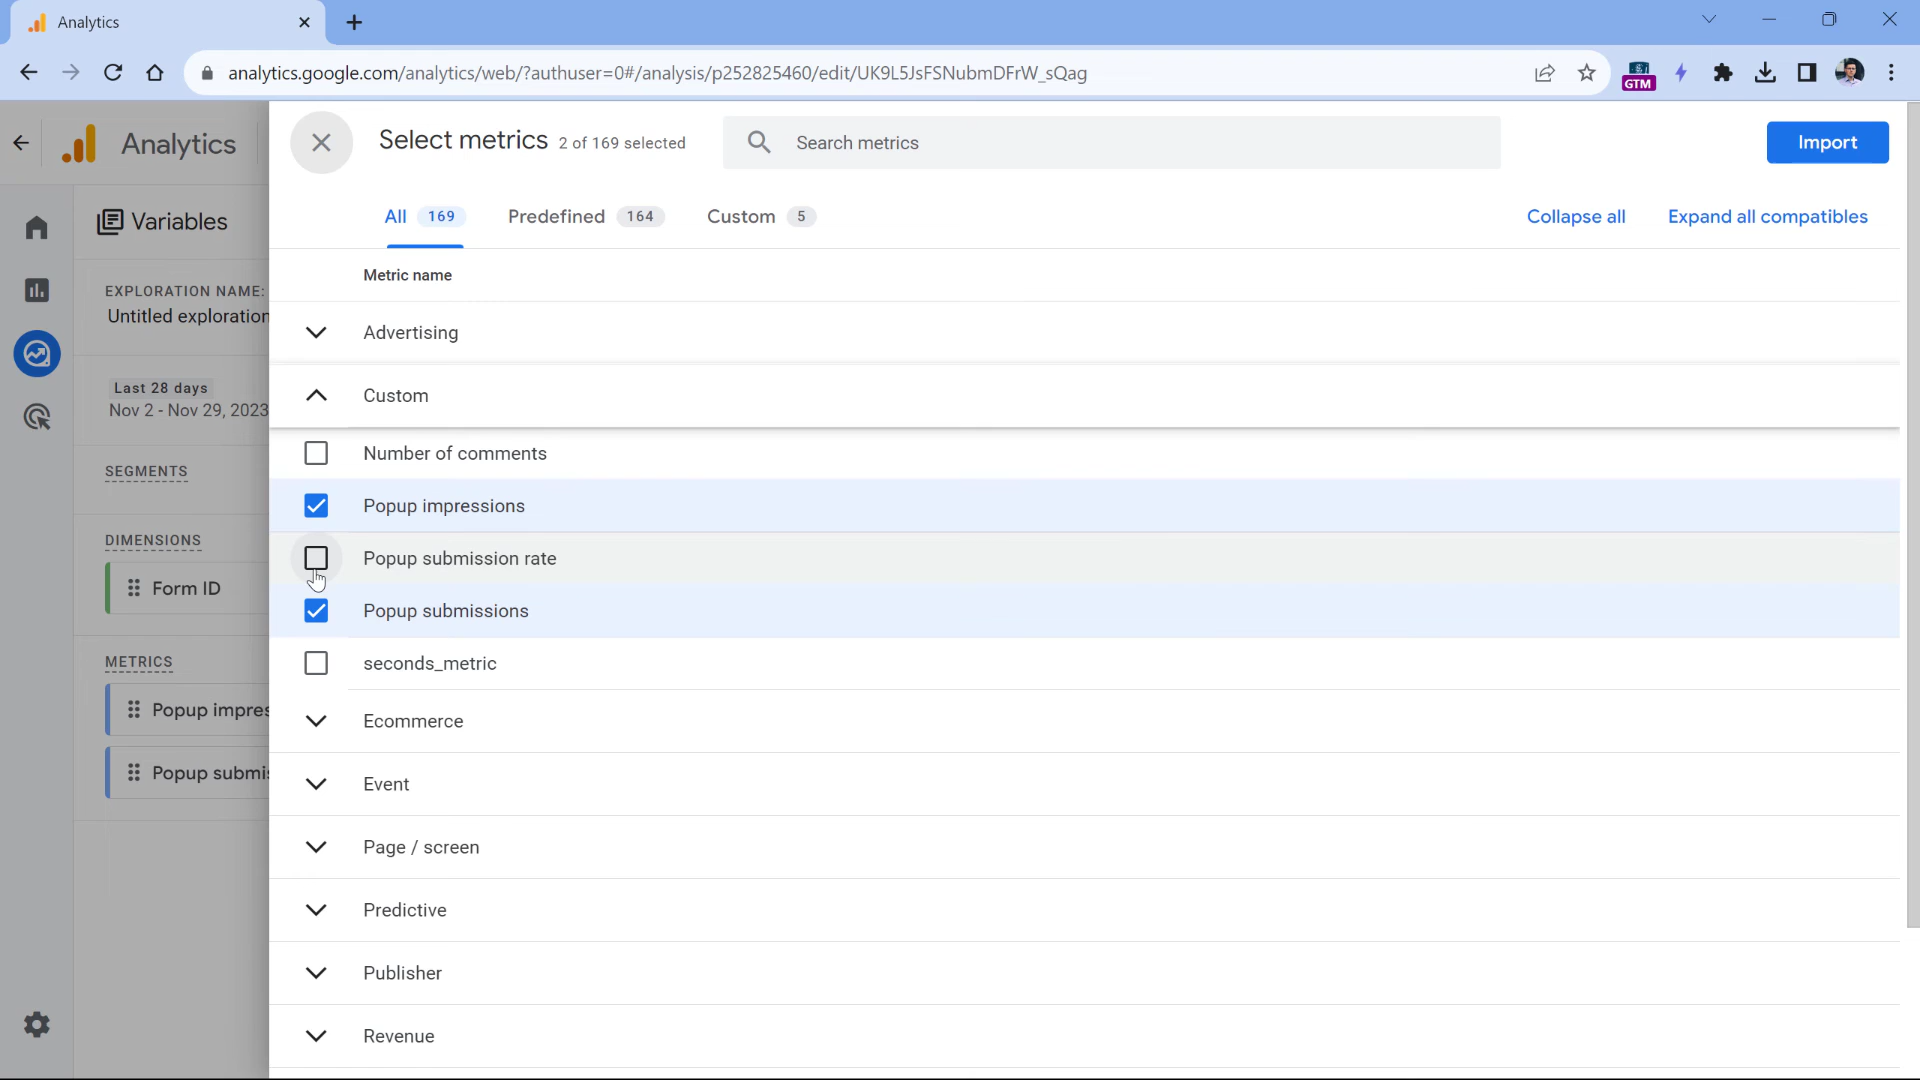 Analytics
analytics.google.com/analytics/web/?authuser=0#/analysis/p252825460/edit/UK9L5JsFSNubmDFrW_sQag
GTM
Analytics
Select metrics 2 of 169 selected
Search metrics
Import
Variables
All 169 Predefined 164 Custom 5
Collapse all Expand all compatibles
Metric name
EXPLORATION NAME:
Untitled exploration
Advertising
Last 28 days
Nov 2 - Nov 29, 2023
Custom
SEGMENTS
Number of comments
Popup impressions
DIMENSIONS
Popup submission rate
Form ID
Popup submissions
METRICS
seconds_metric
Popup impres
Ecommerce
Popup submis
Event
Page / screen
Predictive
Publisher
Revenue